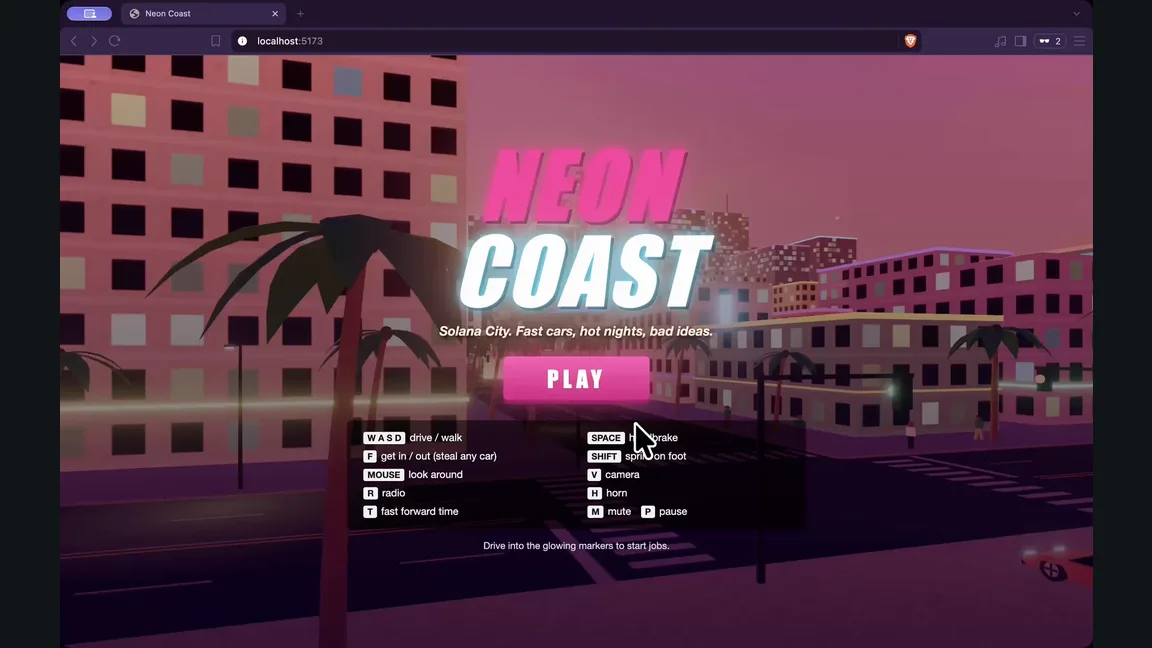 Neon Coast
localhost:5173
2
NEON
COAST
Solana City. Fast cars, hot nights, bad ideas.
PLAY
W A S D drive / walk
F get in / out (steal any car)
MOUSE look around
R radio
T fast forward time
SPACE brake
SHIFT on foot
V camera
H horn
M mute P pause
Drive into the glowing markers to start jobs.